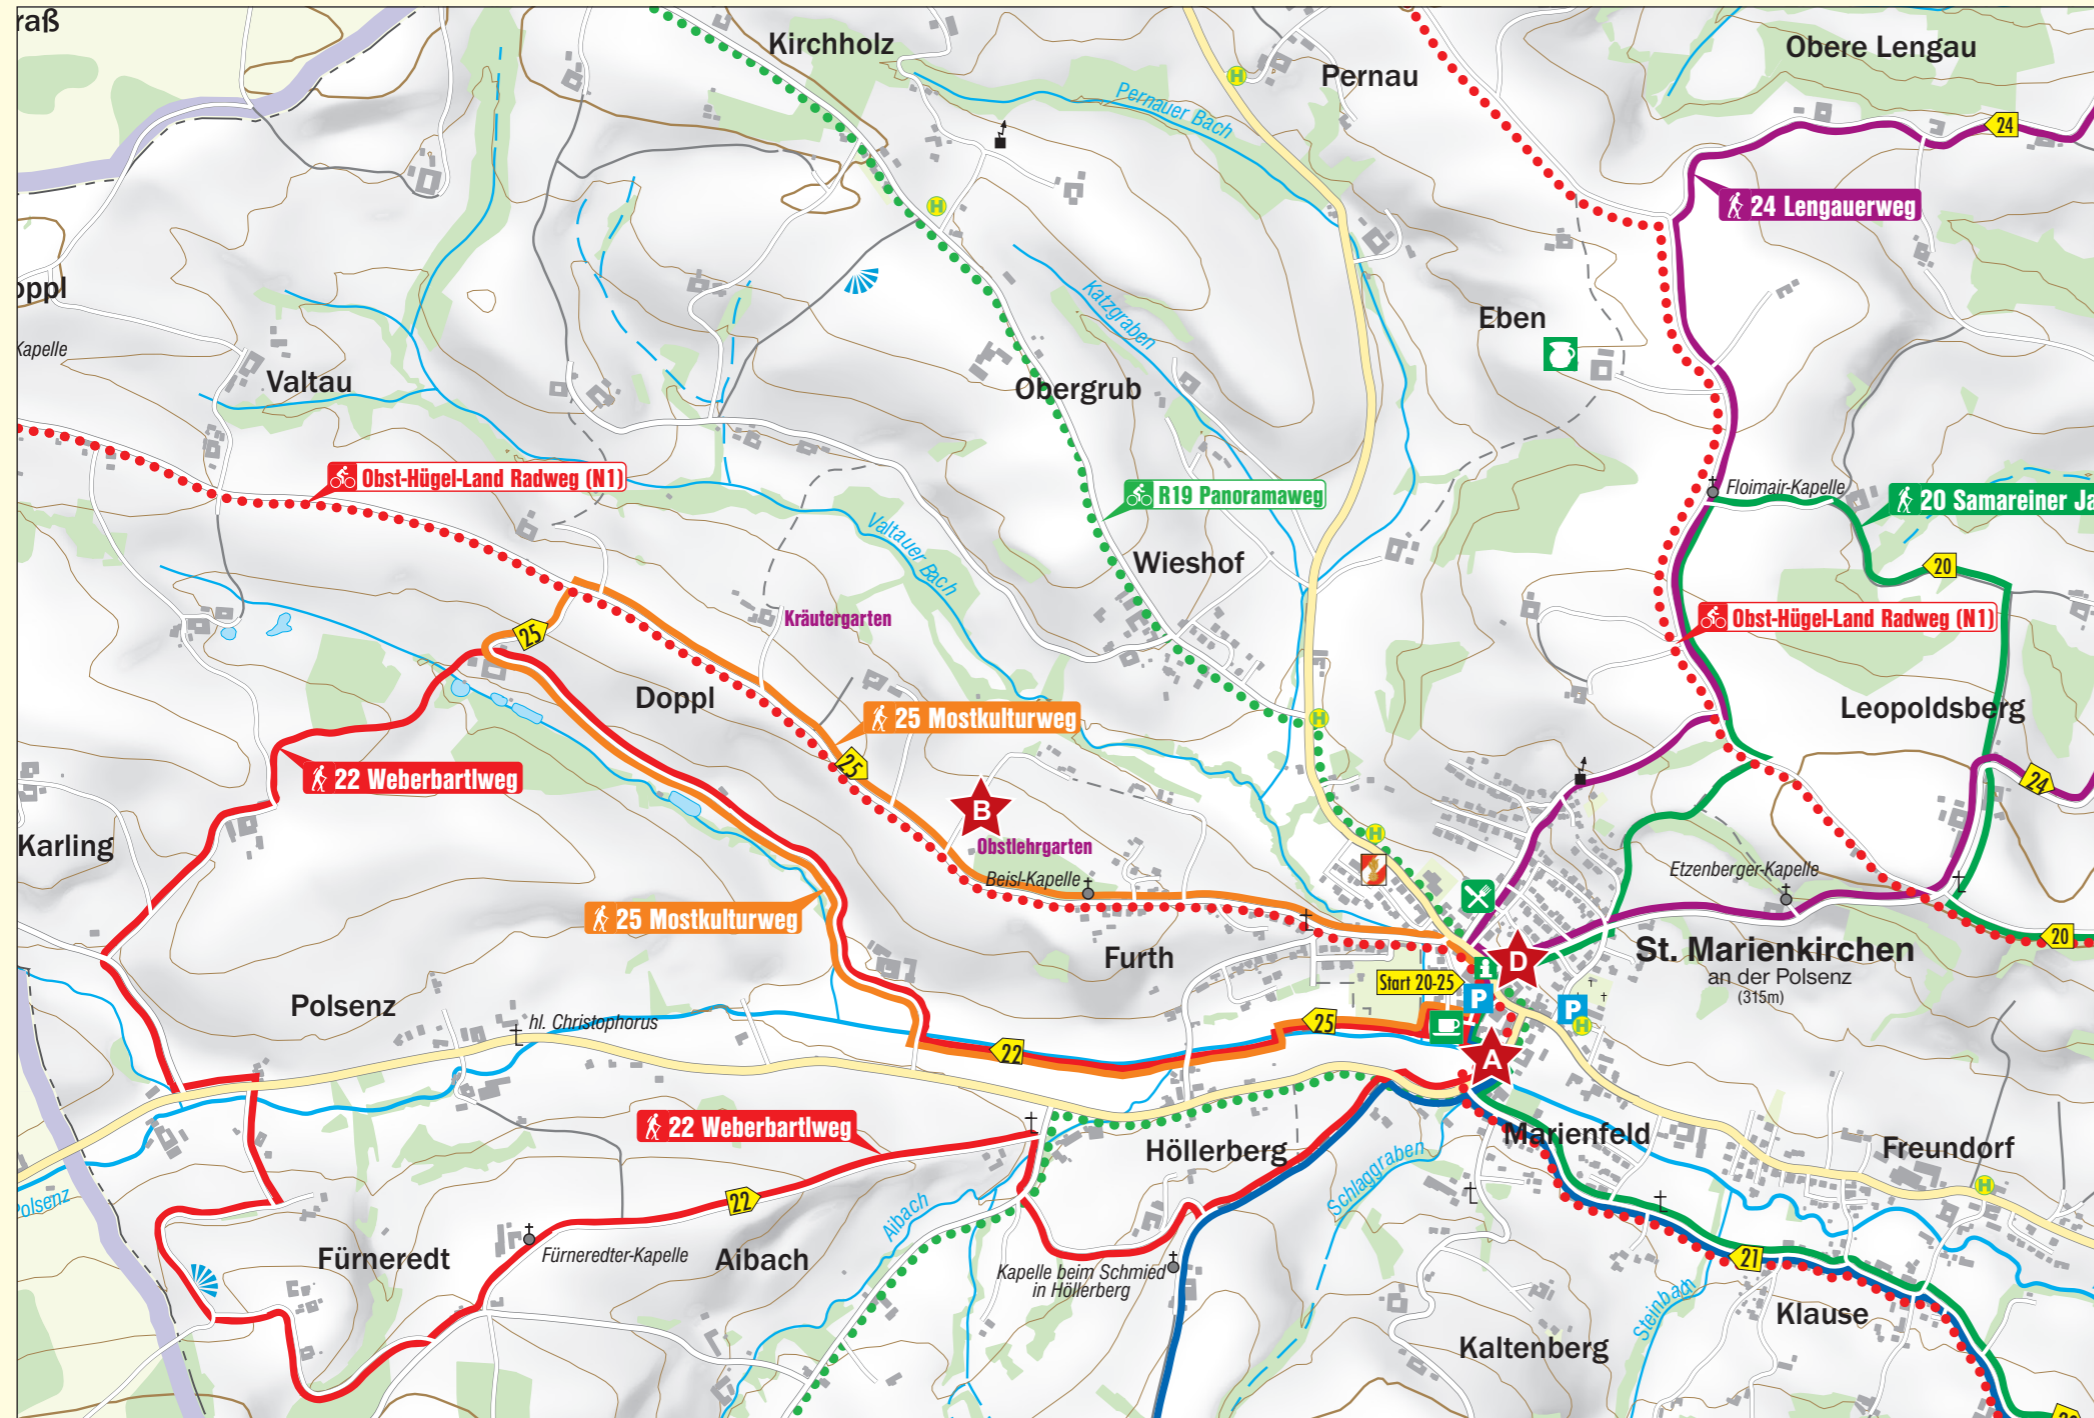 raß
Kirchholz
Pernau
Obere Lengau
Pernauer Bach
24
24 Lengauerweg
H
H
oppl
Kapelle
Valtau
Katzgraben
Obergrub
Eben
Obst-Hügel-Land Radweg (N1)
R19 Panoramaweg
Floimair-Kapelle
20 Samareiner Ja
Valtauer Bach
Wieshof
20
Kräutergarten
Obst-Hügel-Land Radweg (N1)
25
Doppl
25 Mostkulturweg
H
Leopoldsberg
22 Weberbartlweg
25
24
B
H
Karling
Obstlehrgarten
Beisl-Kapelle
Etzenberger-Kapelle
25 Mostkulturweg
Furth
20
St. Marienkirchen
an der Polsenz
(315m)
D
i
Start 20-25
P
P
H
Polsenz
hl. Christophorus
25
22
A
22 Weberbartlweg
Höllerberg
Marienfeld
Freundorf
Schlaggraben
H
Polsenz
22
Aibach
Fürneredt
Fürneredter-Kapelle
Aibach
Kapelle beim Schmied
in Höllerberg
21
Steinbach
Klause
Kaltenberg